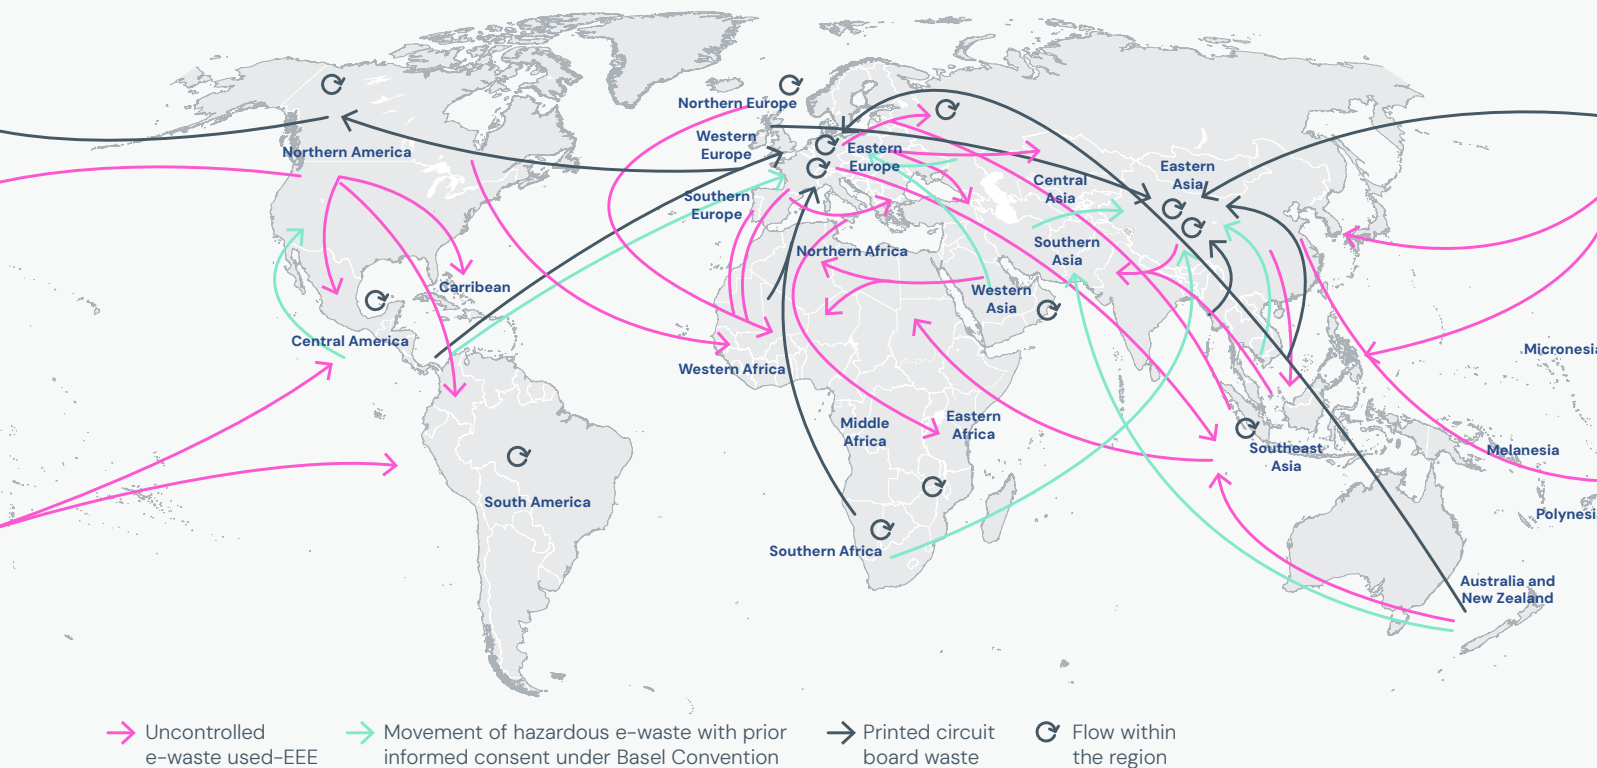 Northern Europe
Western
Europe
Eastern
Europe
Northern America
Eastern
Asia
Central
Asia
Southern
Europe
Northern Africa
Southern
Asia
Carribean
Western
Asia
Central America
Micronesia
Western Africa
Middle
Africa
Eastern
Africa
Southeast
Asia
Melanesia
South America
Polynesi
Southern Africa
Australia and
New Zealand
Uncontrolled
e-waste used-EEE
Movement of hazardous e-waste with prior
informed consent under Basel Convention
Printed circuit
board waste
Flow within
the region